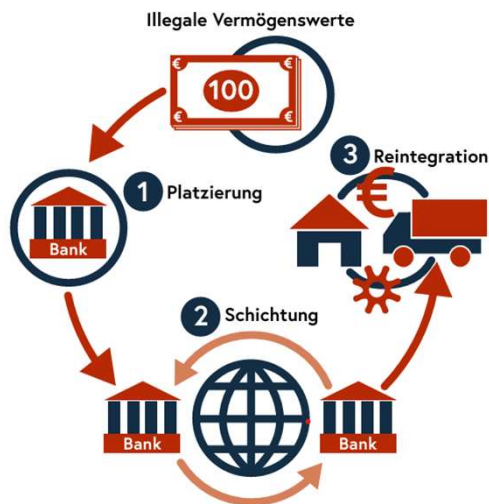 Illegale Vermögenswerte
€ €
100
€ €
3 Reintegration
€
1 Platzierung
Bank
2 Schichtung
Bank
Bank